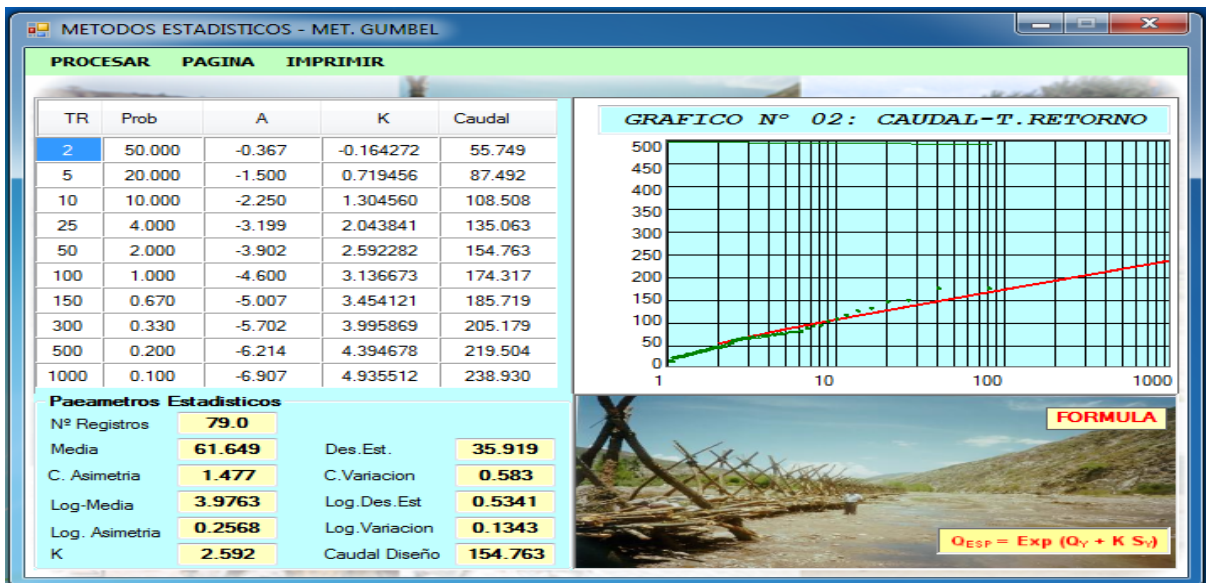 METODOS ESTADISTICOS - MET. GUMBEL
PROCESAR PAGINA IMPRIMIR
TR Prob A K Caudal
2 50.000 -0.367 -0.164272 55.749
5 20.000 -1.500 0.719456 87.492
10 10.000 -2.250 1.304560 108.508
25 4.000 -3.199 2.043841 135.063
50 2.000 -3.902 2.592282 154.763
100 1.000 -4.600 3.136673 174.317
150 0.670 -5.007 3.454121 185.719
300 0.330 -5.702 3.995869 205.179
500 0.200 -6.214 4.394678 219.504
1000 0.100 -6.907 4.935512 238.930
GRAFICO Nº 02: CAUDAL-T.RETORNO
500
450
400
350
300
250
200
150
100
50
0
1 10 100 1000
Paeametros Estadisticos
Nº Registros 79.0
Media 61.649 Des.Est. 35.919
C. Asimetria 1.477 C.Variacion 0.583
Log-Media 3.9763 Log.Des.Est 0.5341
Log. Asimetria 0.2568 Log.Variacion 0.1343
K 2.592 Caudal Diseño 154.763
FORMULA
QESP = Exp (QY + K SY)